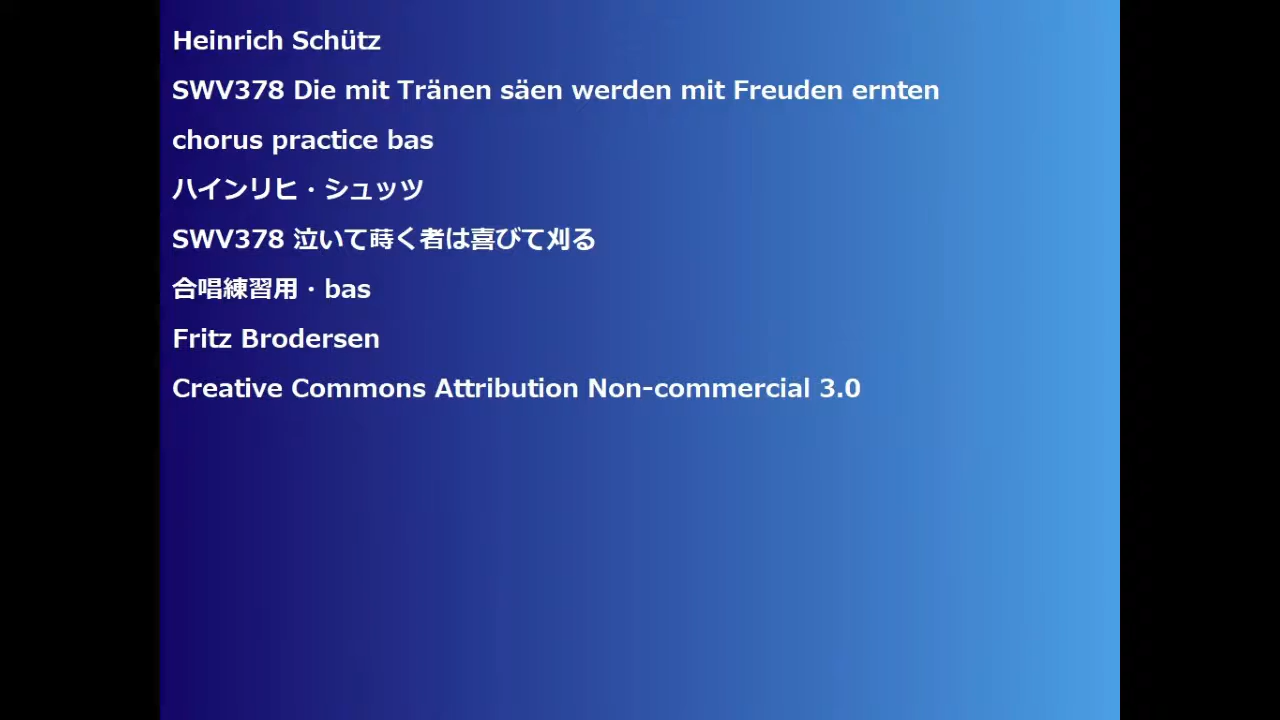 Heinrich Schütz
SWV378 Die mit Tränen säen werden mit Freuden ernten
chorus practice bas
ハインリヒ・シュッツ
SWV378 泣いて蒔く者は喜びて刈る
合唱練習用・bas
Fritz Brodersen
Creative Commons Attribution Non-commercial 3.0